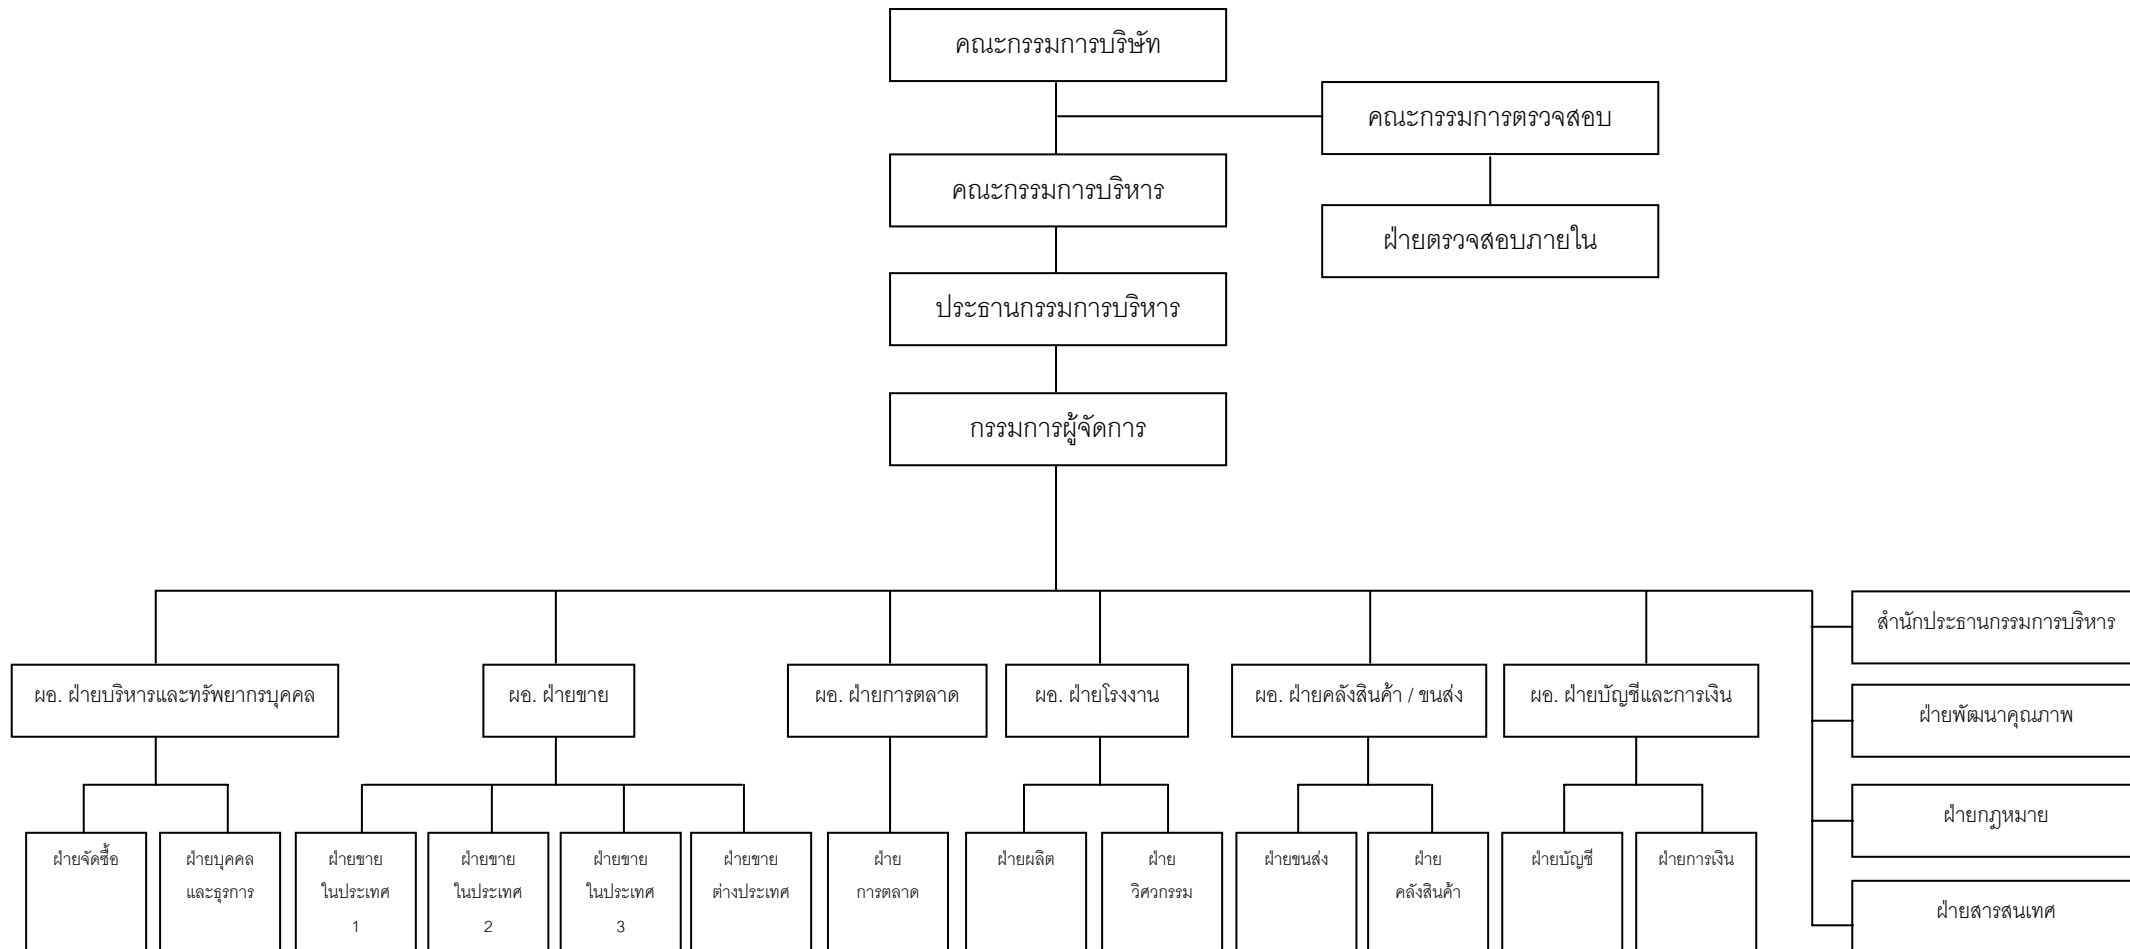 คณะกรรมการบริษัท
คณะกรรมการตรวจสอบ
คณะกรรมการบริหาร
ฝ่ายตรวจสอบภายใน
ประธานกรรมการบริหาร
กรรมการผู้จัดการ
สำนักประธานกรรมการบริหาร
ผอ. ฝ่ายบริหารและทรัพยากรบุคคล
ผอ. ฝ่ายขาย
ผอ. ฝ่ายการตลาด
ผอ. ฝ่ายโรงงาน
ผอ. ฝ่ายคลังสินค้า / ขนส่ง
ผอ. ฝ่ายบัญชีและการเงิน
ฝ่ายพัฒนาคุณภาพ
ฝ่ายกฎหมาย
ฝ่ายจัดซื้อ
ฝ่ายบุคคล
และธุรการ
ฝ่ายขาย
ในประเทศ
1
ฝ่ายขาย
ในประเทศ
2
ฝ่ายขาย
ในประเทศ
3
ฝ่ายขาย
ต่างประเทศ
ฝ่าย
การตลาด
ฝ่ายผลิต
ฝ่าย
วิศวกรรม
ฝ่ายขนส่ง
ฝ่าย
คลังสินค้า
ฝ่ายบัญชี
ฝ่ายการเงิน
ฝ่ายสารสนเทศ